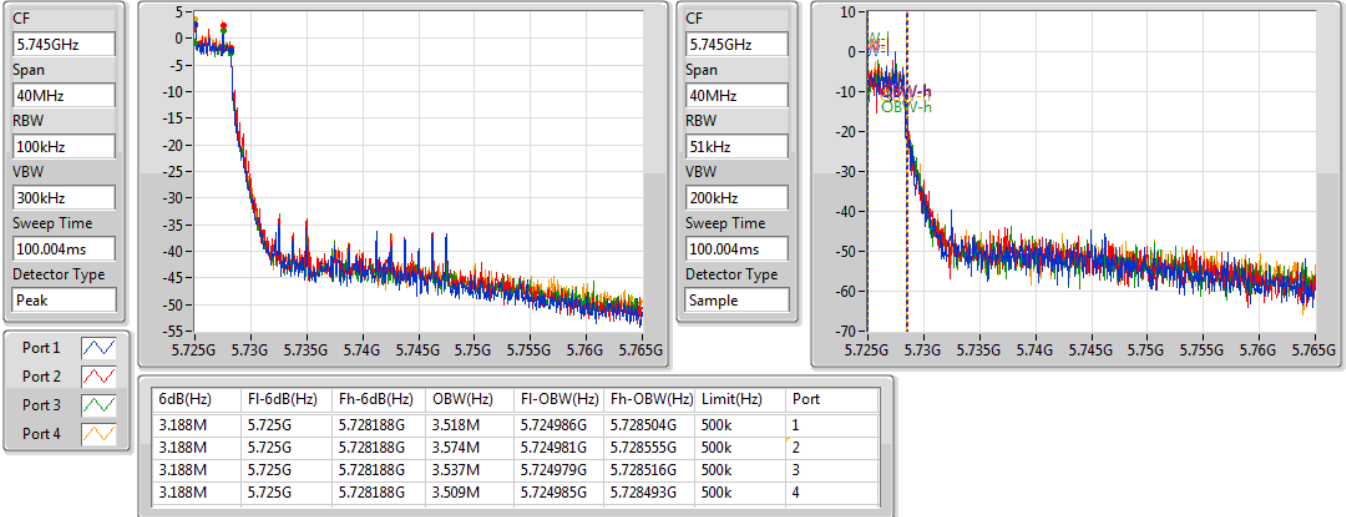 CF
5.745GHz
Span
40MHz
RBW
100kHz
VBW
300kHz
Sweep Time
100.004ms
Detector Type
Peak
5
0
-5
-10
-15
-20
-25
-30
-35
-40
-45
-50
-55
5.725G 5.73G 5.735G 5.74G 5.745G 5.75G 5.755G 5.76G 5.765G
CF
5.745GHz
Span
40MHz
RBW
51kHz
VBW
200kHz
Sweep Time
100.004ms
Detector Type
Sample
10
0
-10
-20
-30
-40
-50
-60
-70
OBW-h
OBW-h
5.725G 5.73G 5.735G 5.74G 5.745G 5.75G 5.755G 5.76G 5.765G
Port 1
Port 2
Port 3
Port 4
6dB(Hz) Fl-6dB(Hz) Fh-6dB(Hz) OBW(Hz) Fl-OBW(Hz) Fh-OBW(Hz) Limit(Hz) Port
3.188M 5.725G 5.728188G 3.518M 5.724986G 5.728504G 500k 1
3.188M 5.725G 5.728188G 3.574M 5.724981G 5.728555G 500k 2
3.188M 5.725G 5.728188G 3.537M 5.724979G 5.728516G 500k 3
3.188M 5.725G 5.728188G 3.509M 5.724985G 5.728493G 500k 4